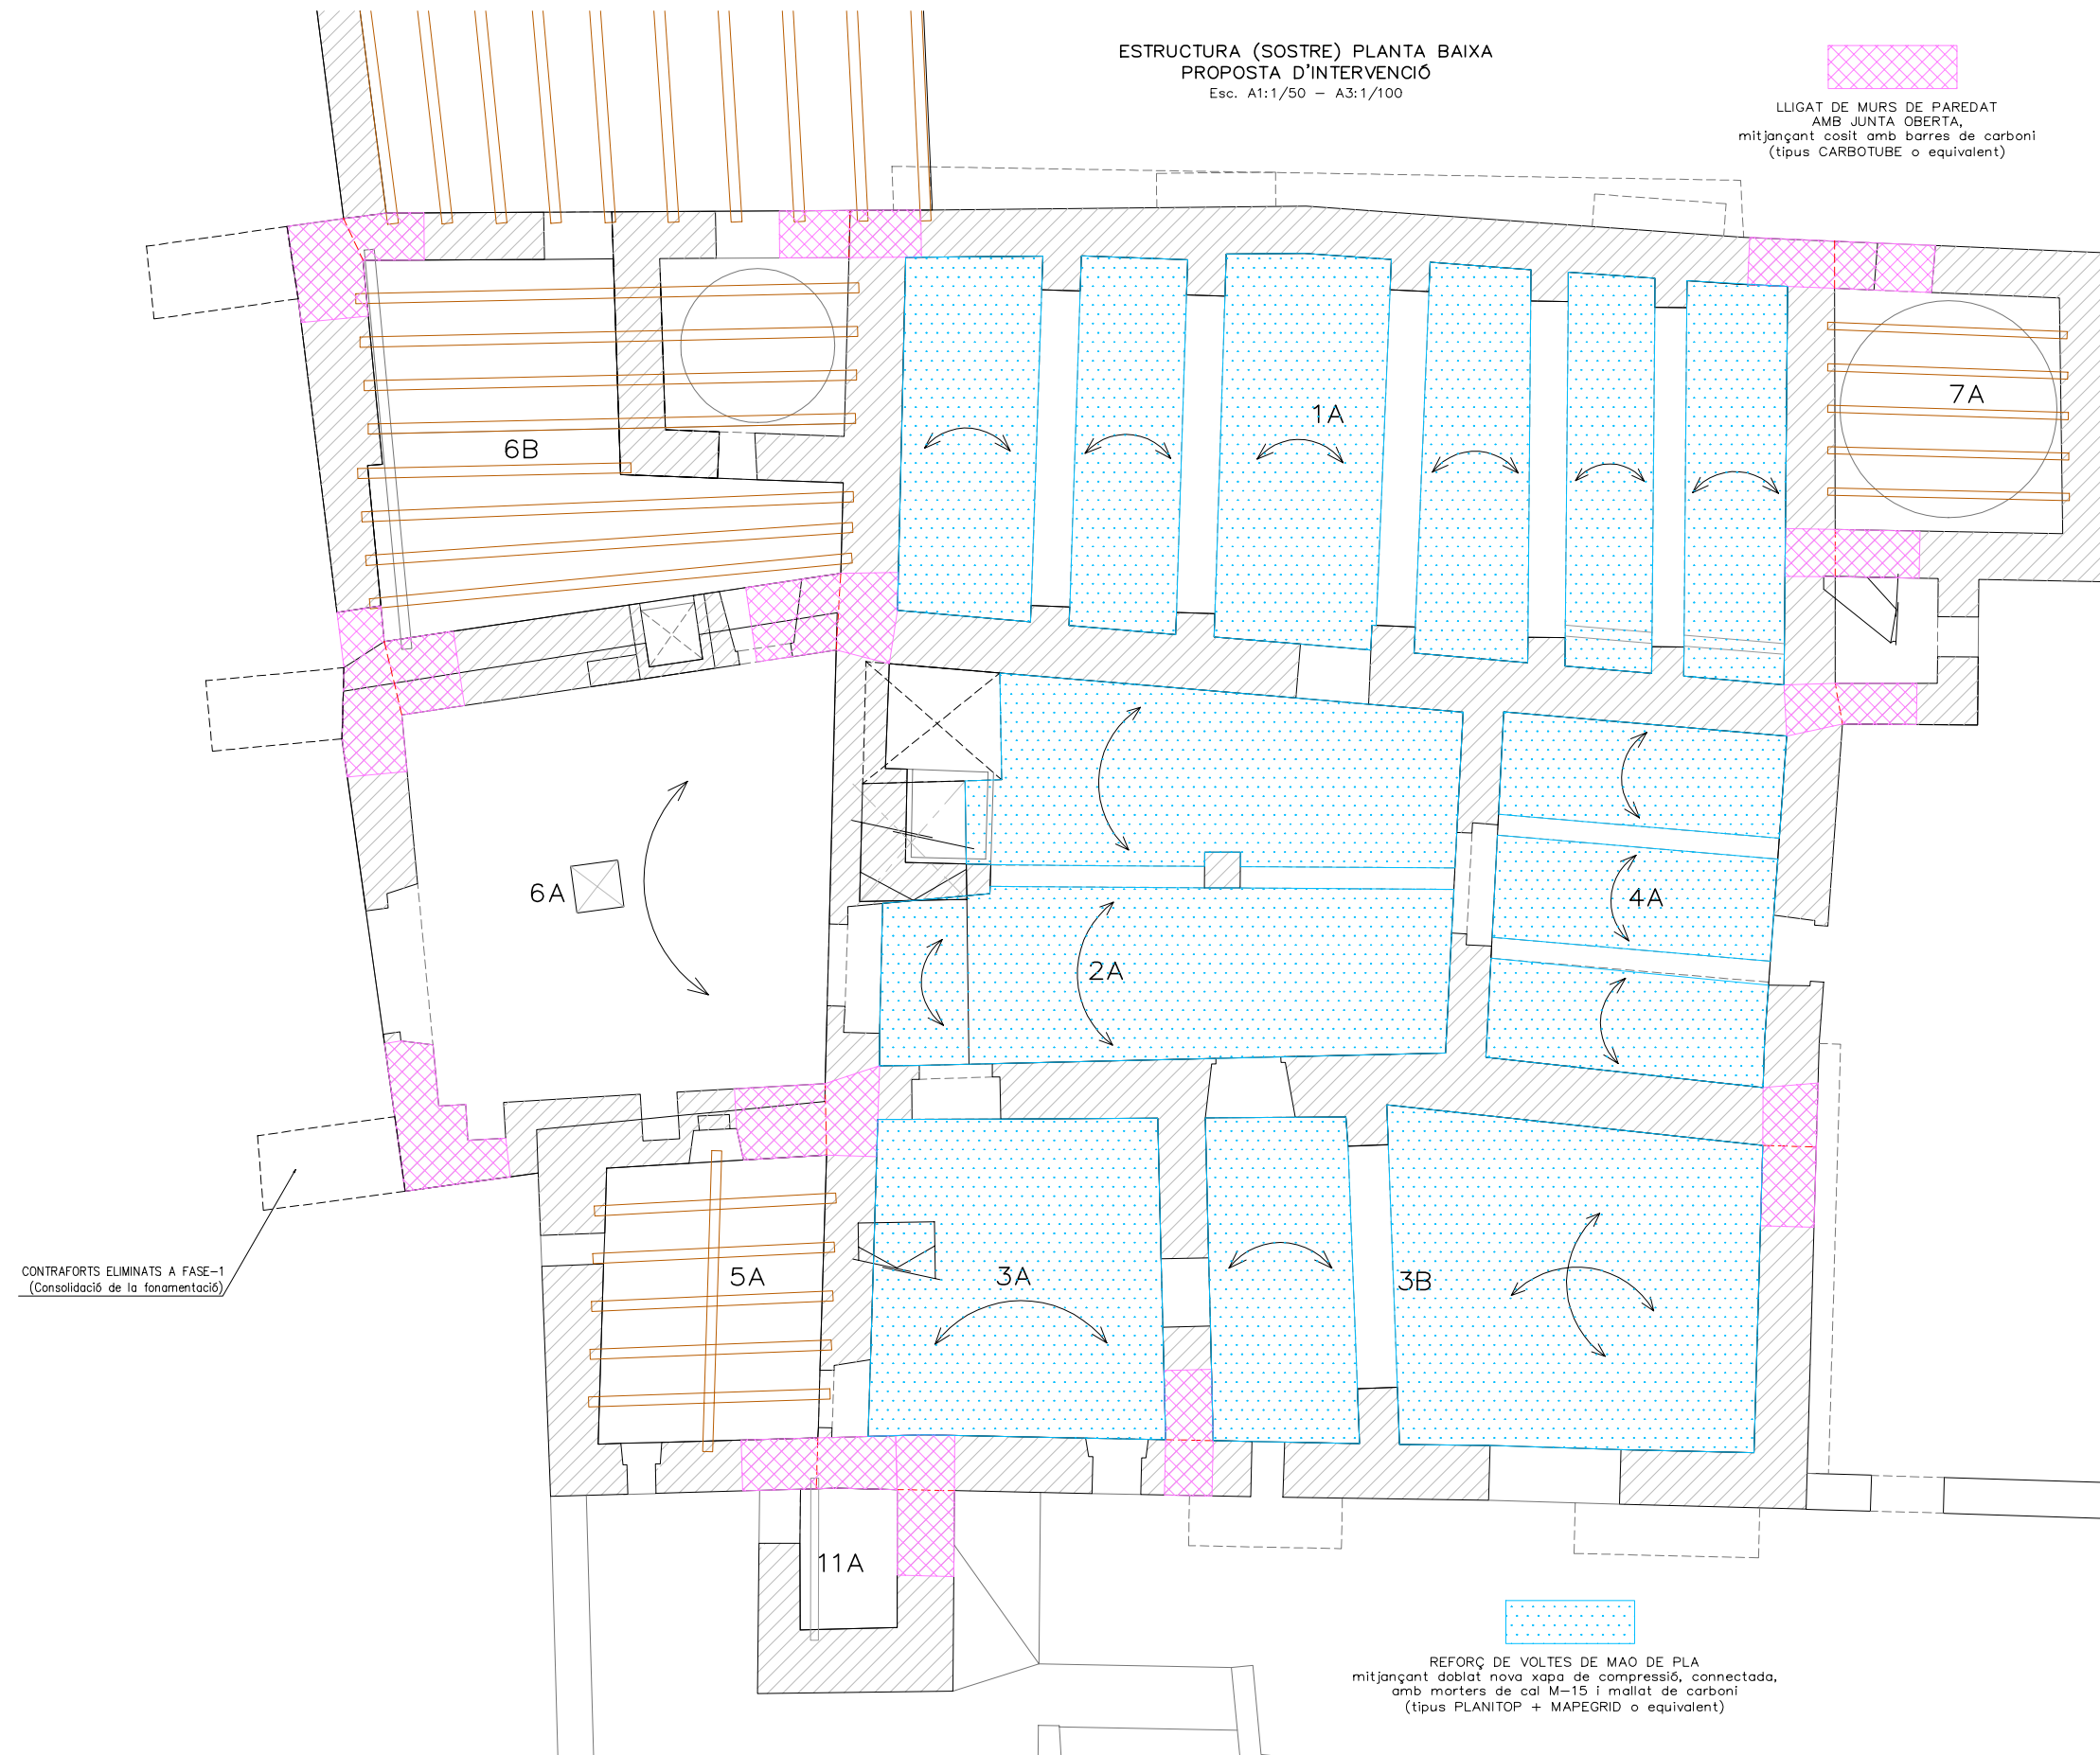 ESTRUCTURA (SOSTRE) PLANTA BAIXA
PROPOSTA D'INTERVENCIÓ
Esc. A1:1/50 – A3:1/100
LLIGAT DE MURS DE PAREDAT
AMB JUNTA OBERTA,
mitjançant cosit amb barres de carboni
(tipus CARBOTUBE o equivalent)
7A
1A
6B
6A
4A
2A
CONTRAFORTS ELIMINATS A FASE-1
(Consolidació de la fonamentació)
5A
3A
3B
11A
REFORÇ DE VOLTES DE MAO DE PLA
mitjançant doblat nova xapa de compressió, connectada,
amb morters de cal M-15 i mallat de carboni
(tipus PLANITOP + MAPEGRID o equivalent)